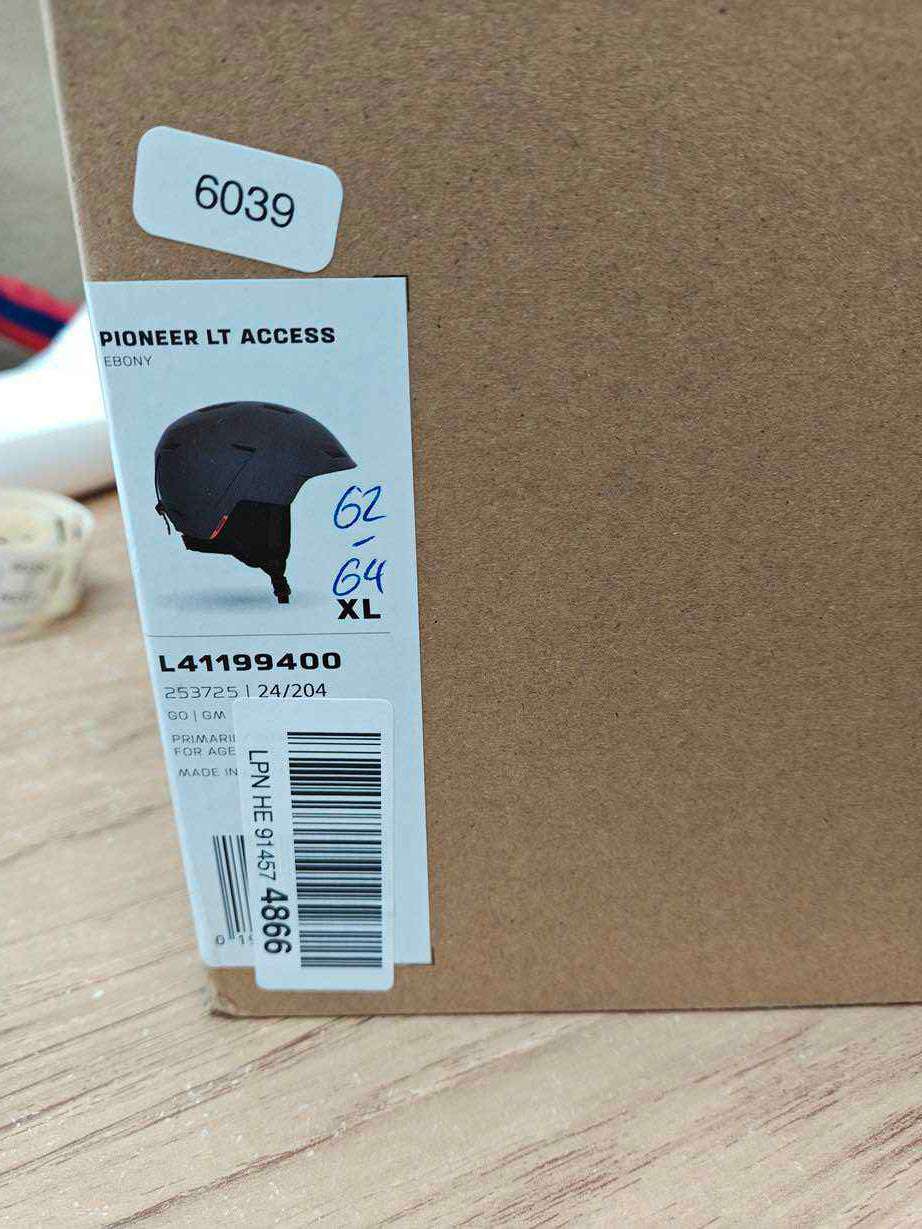 6039
PIONEER LT ACCESS
EBONY
62
-
64
XL
L41199400
253725 | 24/204
GO | GM
FOR AGE
MADE IN
LPN HE 91457 4866
0